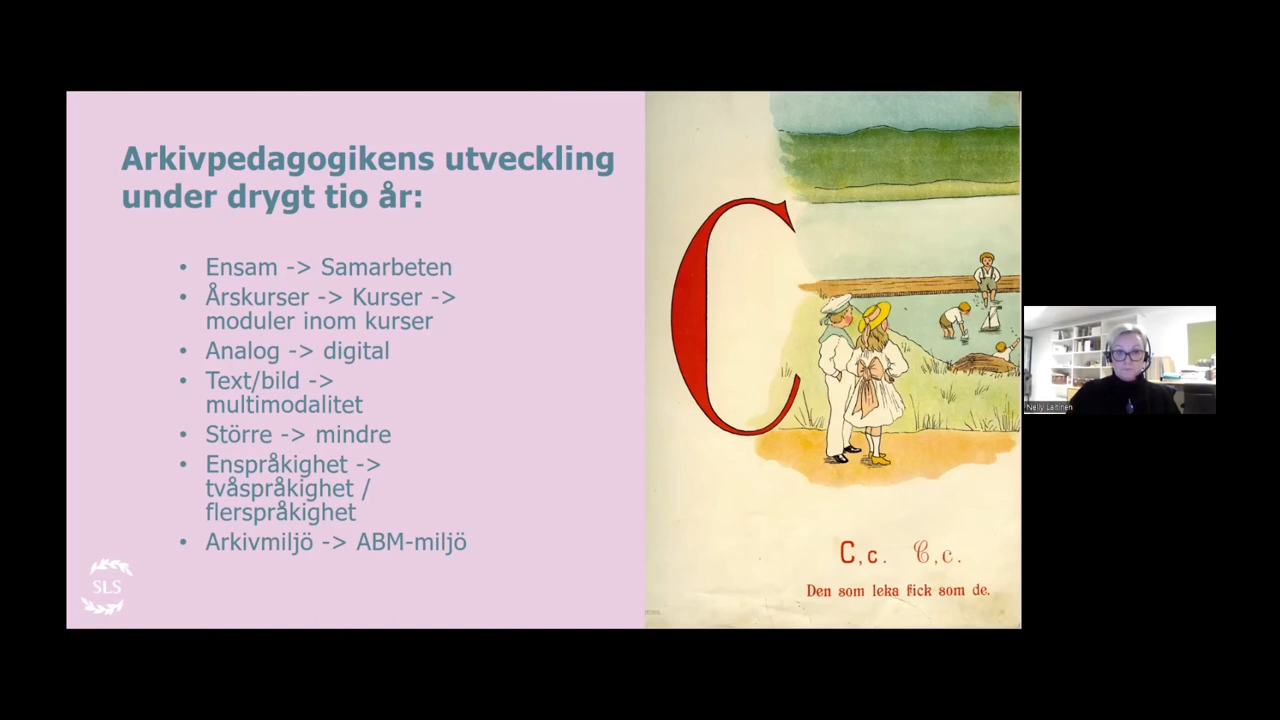 Arkivpedagogikens utveckling
under drygt tio år:
• Ensam -> Samarbeten
• Årskurser -> Kurser ->
moduler inom kurser
• Analog -> digital
• Text/bild ->
multimodalitet
• Större -> mindre
• Enspråkighet ->
tvåspråkighet /
flerspråkighet
• Arkivmiljö -> ABM-miljö
SLS
C
C,c. C,c.
Den som leka fick som de.
Nelly Laitinen